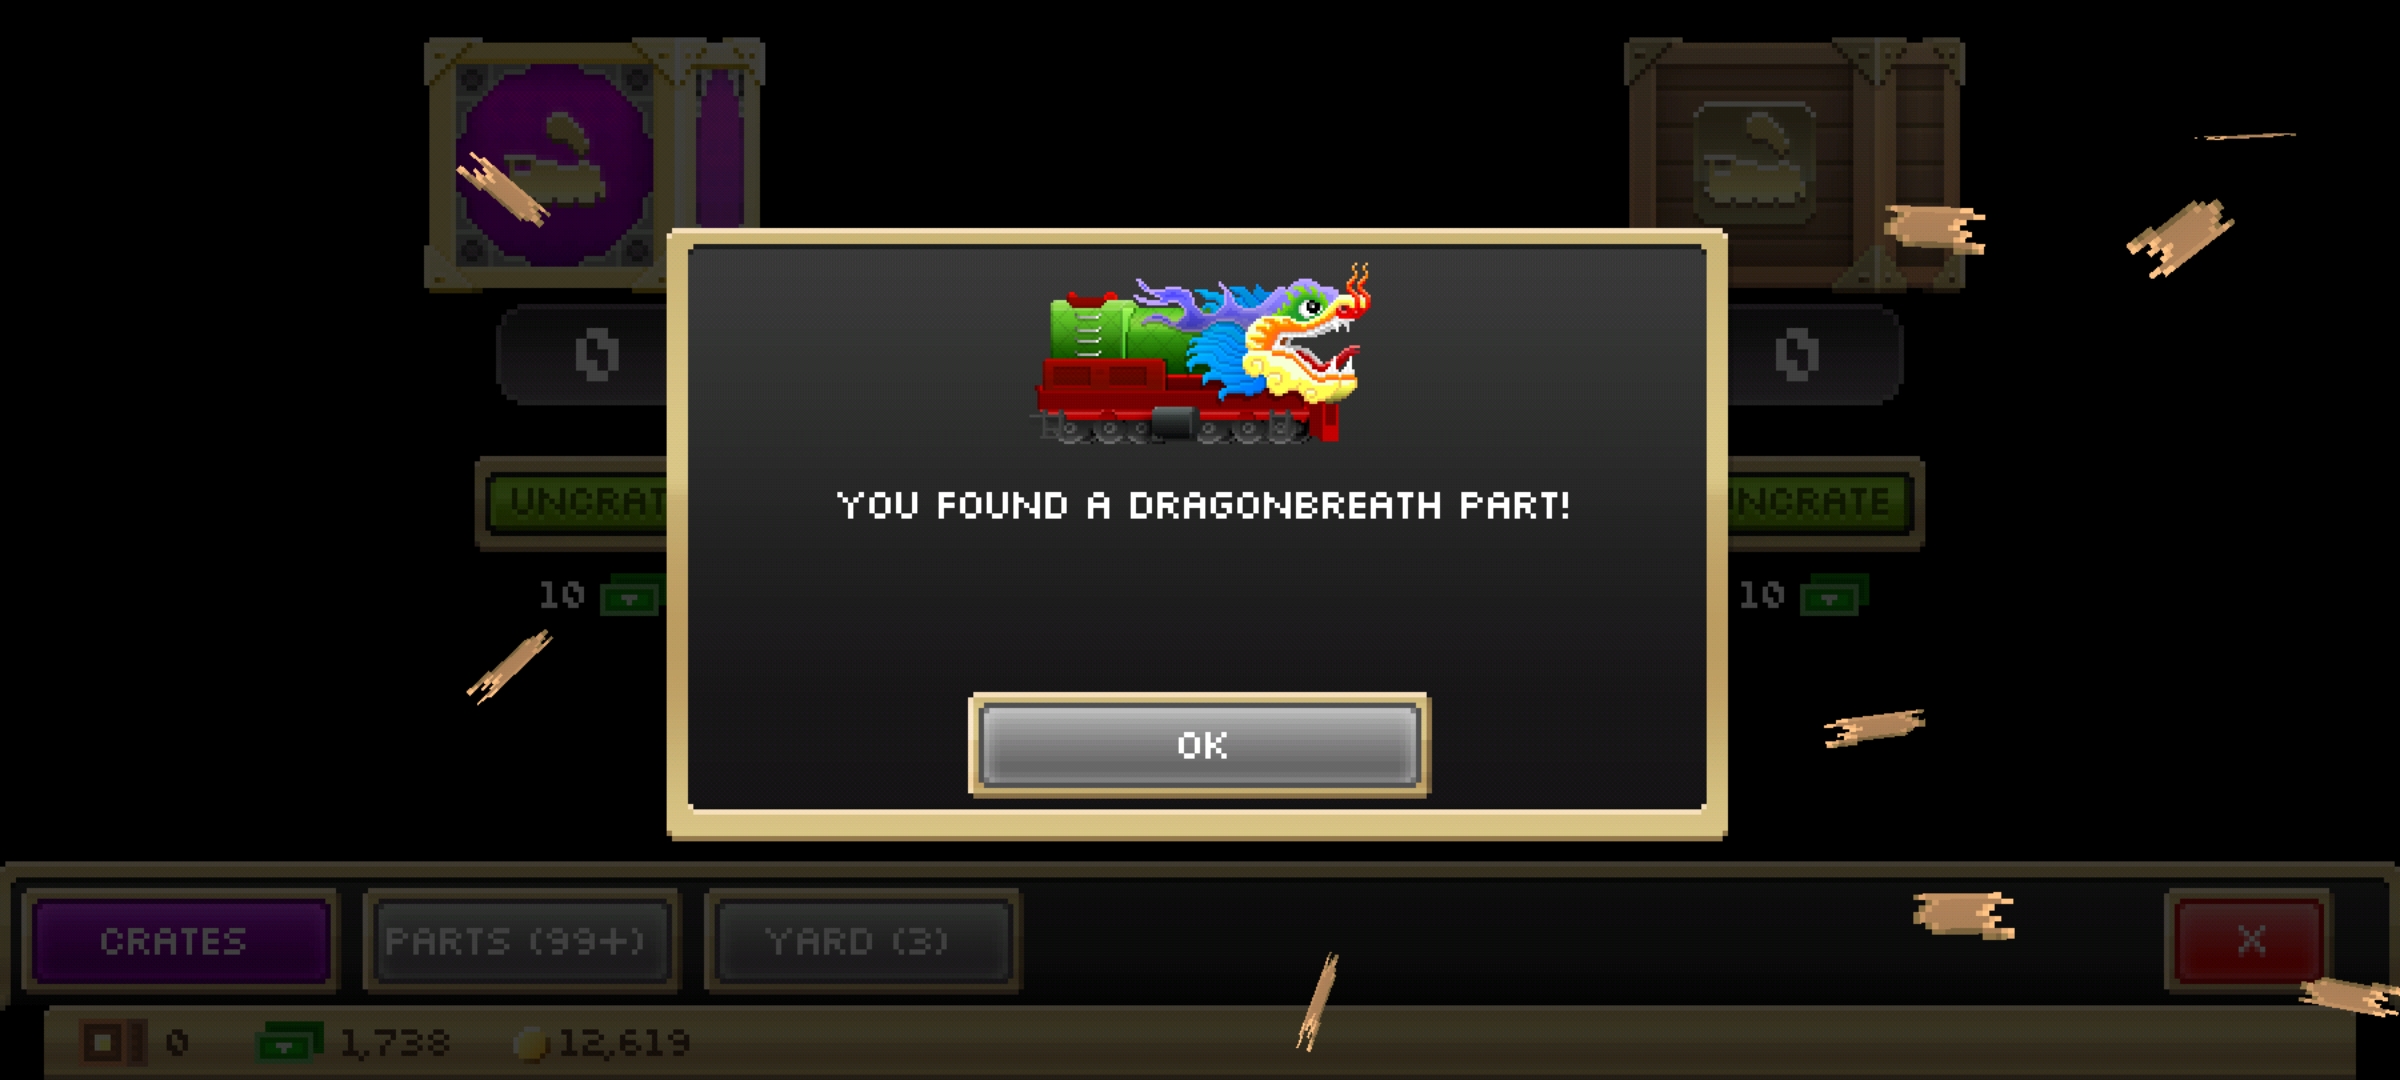 0
0
UNCRAT
NCRATE
10
10
YOU FOUND A DRAGONBREATH PART!
OK
CRATES
PARTS (99+)
YARD (3)
X
0
1,738
12,619